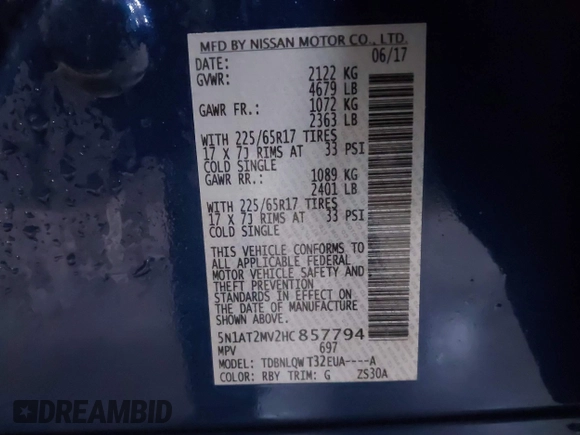 MFD BY NISSAN MOTOR CO., LTD.
DATE: 06/17
GVWR: 2122 KG
4679 LB
GAWR FR.: 1072 KG
2363 LB
WITH 225/65R17 TIRES
17 X 7J RIMS AT 33 PSI
COLD SINGLE
GAWR RR.: 1089 KG
2401 LB
WITH 225/65R17 TIRES
17 X 7J RIMS AT 33 PSI
COLD SINGLE
THIS VEHICLE CONFORMS TO
ALL APPLICABLE FEDERAL
MOTOR VEHICLE SAFETY AND
THEFT PREVENTION
STANDARDS IN EFFECT ON
THE DATE OF MANUFACTURE
SHOWN ABOVE.
5N1AT2MV2HC857794
MPV 697
MODEL: TDBNLQWT32EUA----A
COLOR: RBY TRIM: G ZS30A
DREAMBID